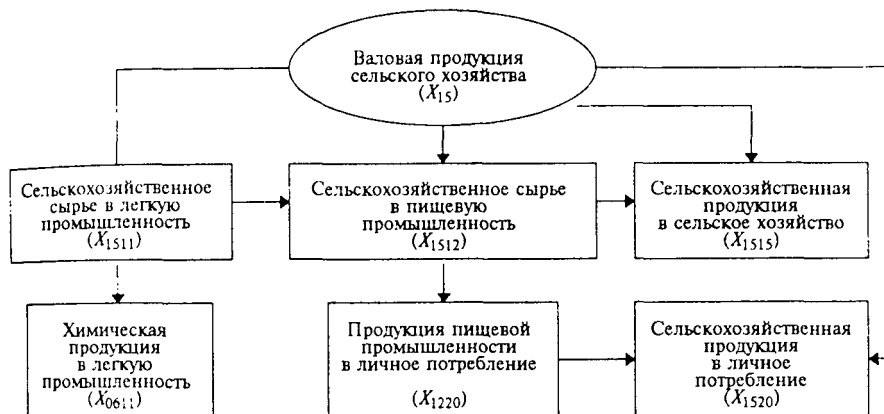 Валовая продукция
сельского хозяйства
(X15)
Сельскохозяйственное
сырье в легкую
промышленность
(X1511)
Сельскохозяйственное сырье
в пищевую
промышленность
(X1512)
Сельскохозяйственная
продукция
в сельское хозяйство
(X1515)
Химическая
продукция
в легкую
промышленность
(X0611)
Продукция пищевой
промышленности
в личное потребление
(X1220)
Сельскохозяйственная
продукция
в личное
потребление
(X1520)